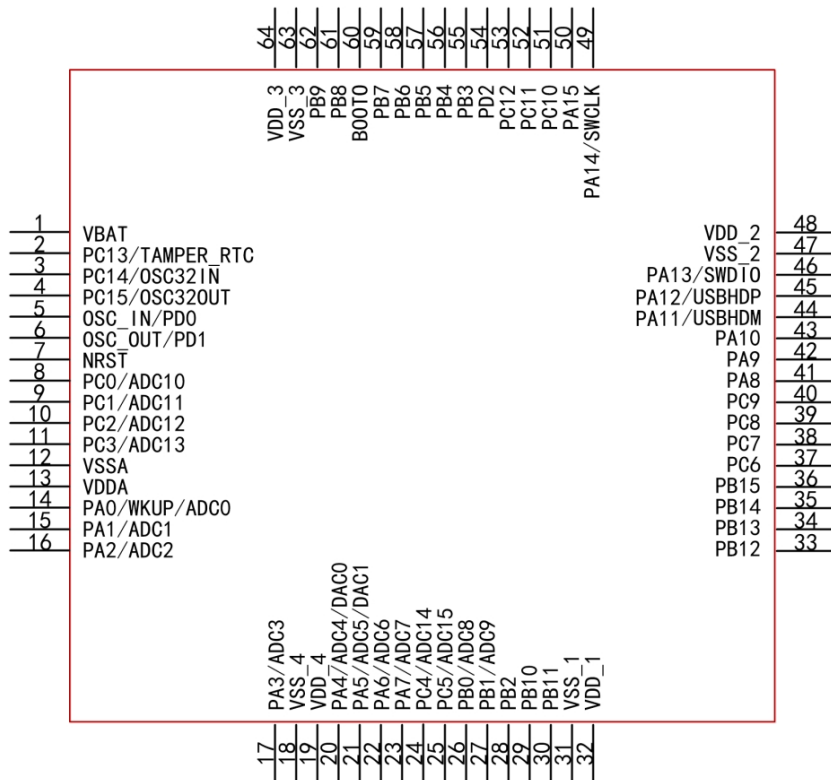 64
63
62
61
60
59
58
57
56
55
54
53
52
51
50
49
VDD_3
VSS_3
PB9
PB8
BOOT0
PB7
PB6
PB5
PB4
PB3
PD2
PC12
PC11
PC10
PA15
PA14/SWCLK
1 VBAT
2 PC13/TAMPER_RTC
3 PC14/OSC32IN
4 PC15/OSC32OUT
5 OSC_IN/PD0
6 OSC_OUT/PD1
7 NRST
8 PC0/ADC10
9 PC1/ADC11
10 PC2/ADC12
11 PC3/ADC13
12 VSSA
13 VDDA
14 PA0/WKUP/ADC0
15 PA1/ADC1
16 PA2/ADC2
VDD_2 48
VSS_2 47
PA13/SWDIO 46
PA12/USBHDP 45
PA11/USBHDM 44
PA10 43
PA9 42
PA8 41
PC9 40
PC8 39
PC7 38
PC6 37
PB15 36
PB14 35
PB13 34
PB12 33
PA3/ADC3
VSS_4
VDD_4
PA4/ADC4/DAC0
PA5/ADC5/DAC1
PA6/ADC6
PA7/ADC7
PC4/ADC14
PC5/ADC15
PB0/ADC8
PB1/ADC9
PB2
PB10
PB11
VSS_1
VDD_1
17
18
19
20
21
22
23
24
25
26
27
28
29
30
31
32